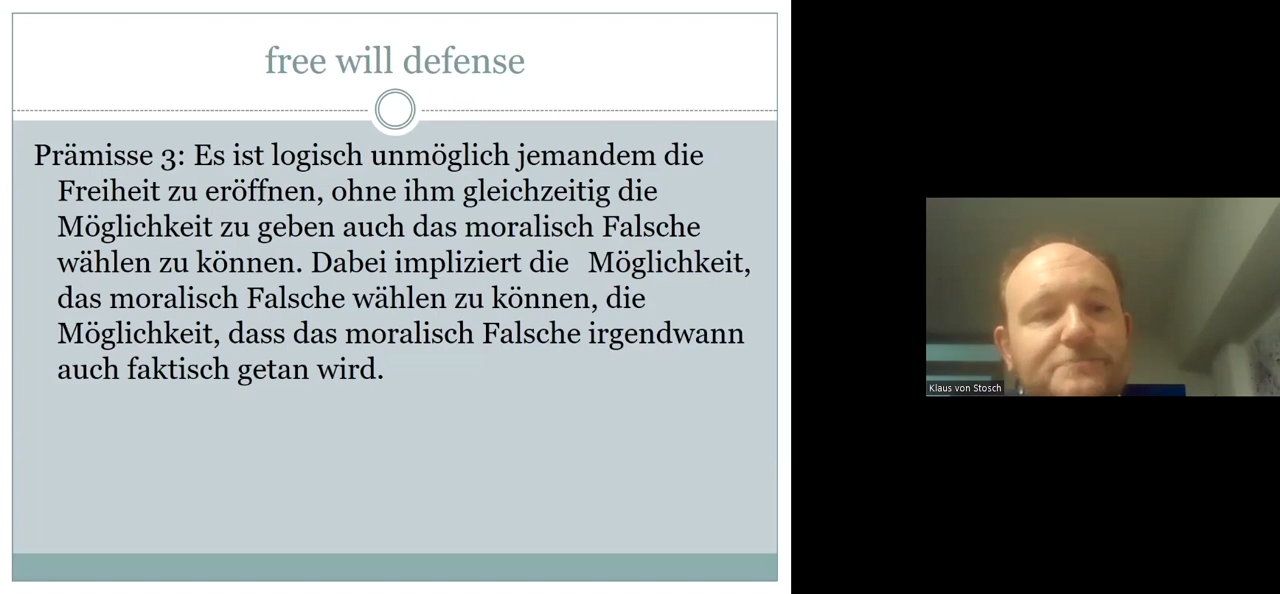 free will defense
Prämisse 3: Es ist logisch unmöglich jemandem die
Freiheit zu eröffnen, ohne ihm gleichzeitig die
Möglichkeit zu geben auch das moralisch Falsche
wählen zu können. Dabei impliziert die Möglichkeit,
das moralisch Falsche wählen zu können, die
Möglichkeit, dass das moralisch Falsche irgendwann
auch faktisch getan wird.
Klaus von Stosch